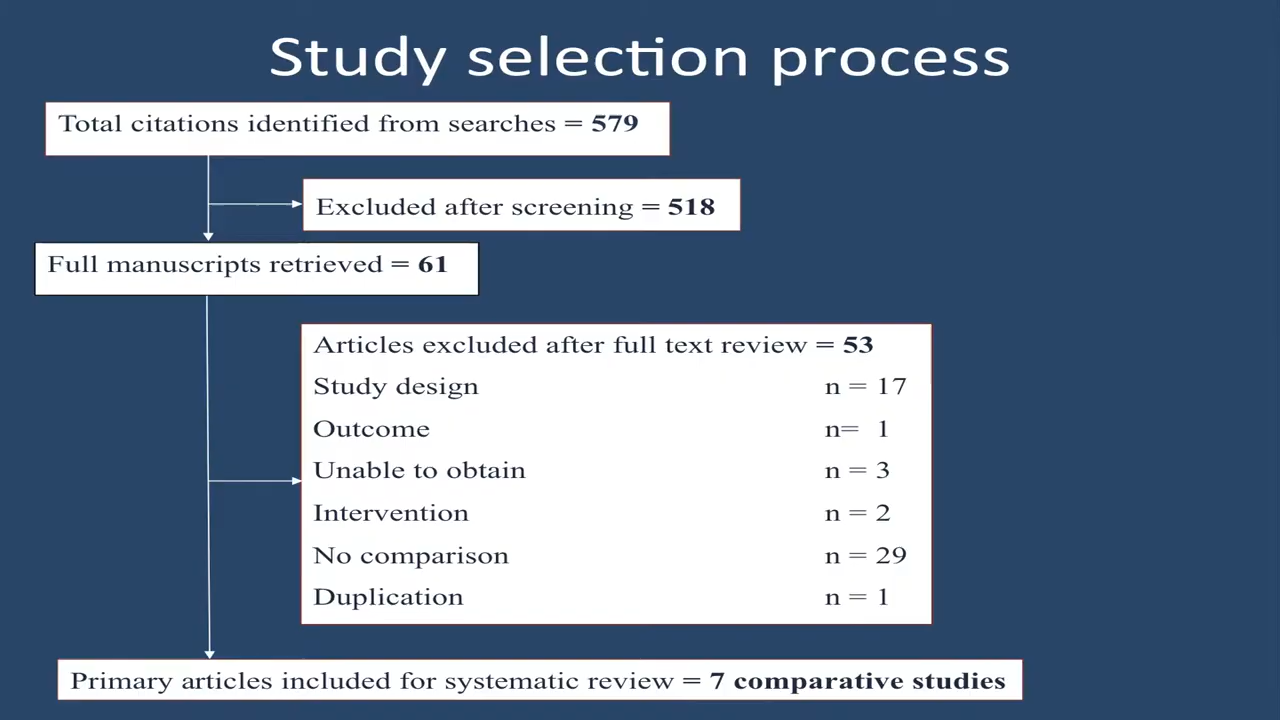 Study selection process
Total citations identified from searches = 579
Excluded after screening = 518
Full manuscripts retrieved = 61
Articles excluded after full text review = 53
Study design n = 17
Outcome n=  1
Unable to obtain n = 3
Intervention n = 2
No comparison n = 29
Duplication n = 1
Primary articles included for systematic review = 7 comparative studies